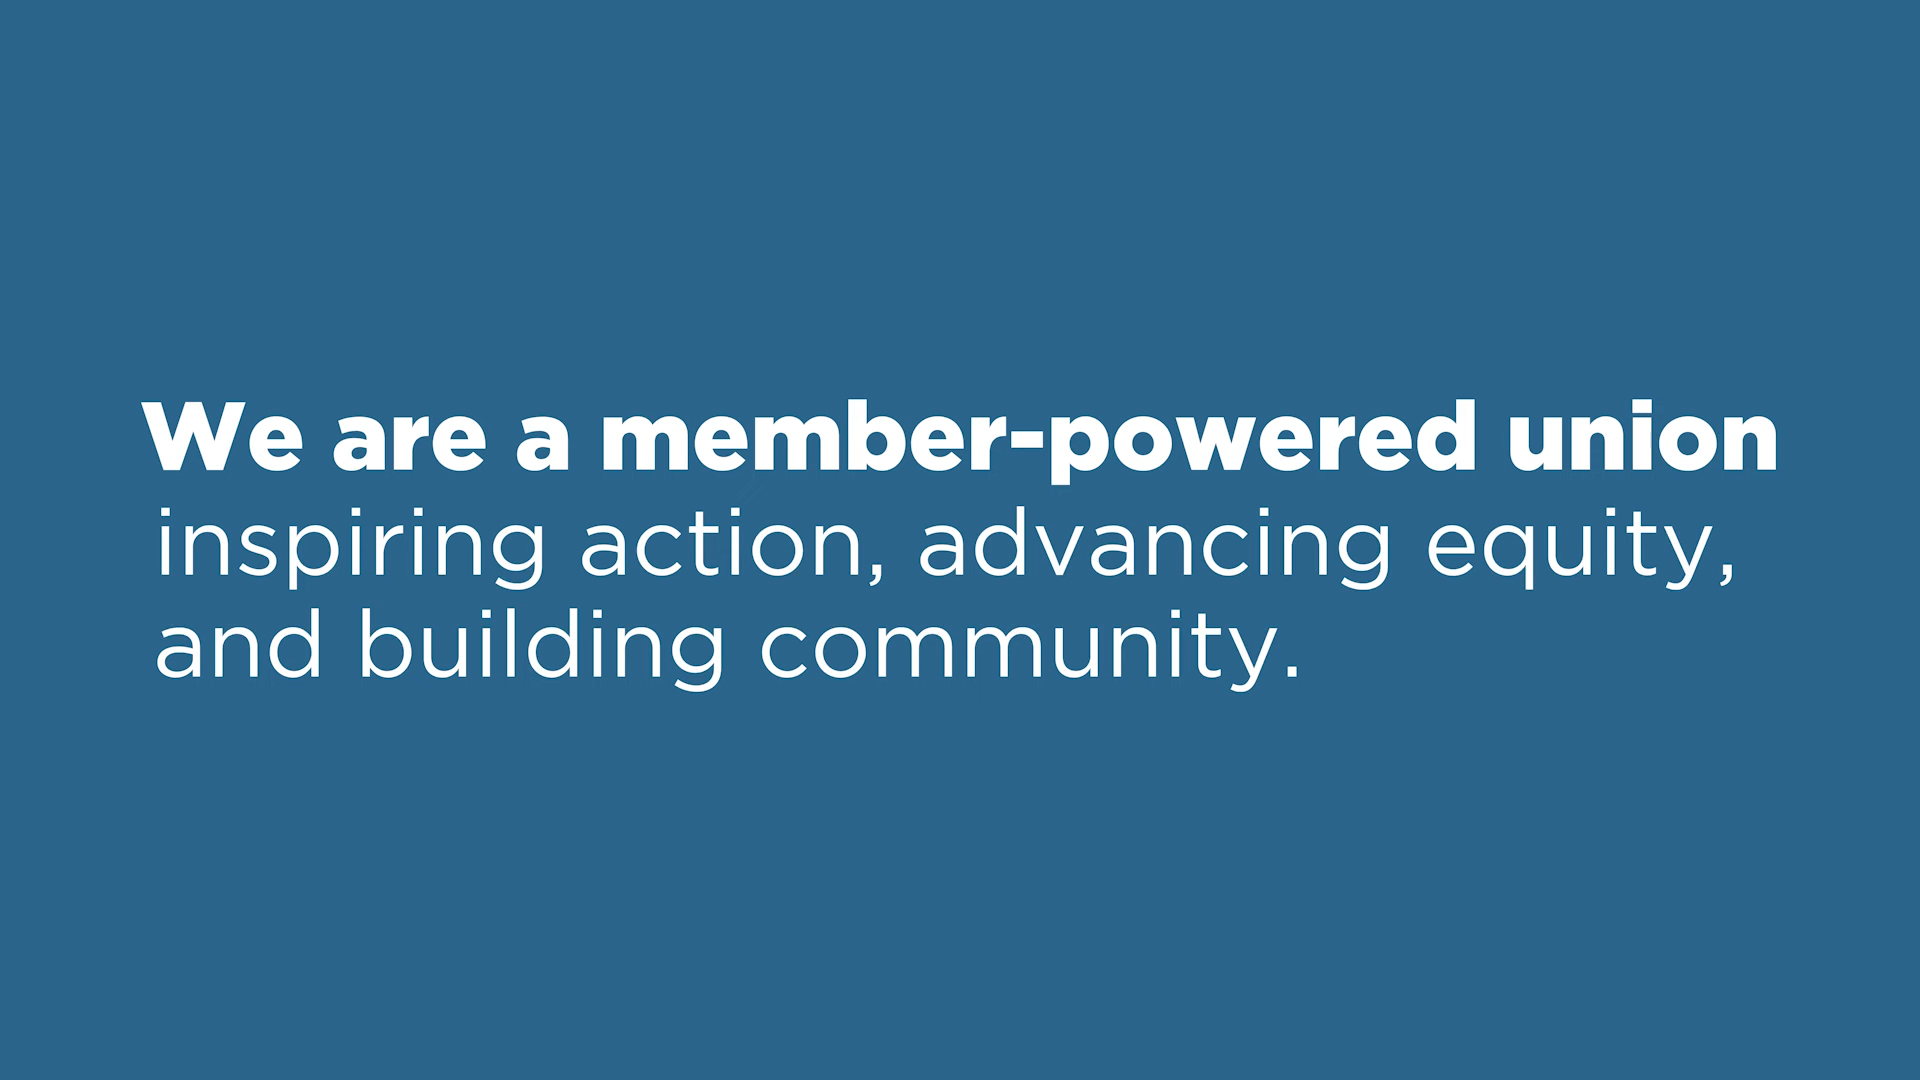 We are a member-powered union
inspiring action, advancing equity,
and building community.